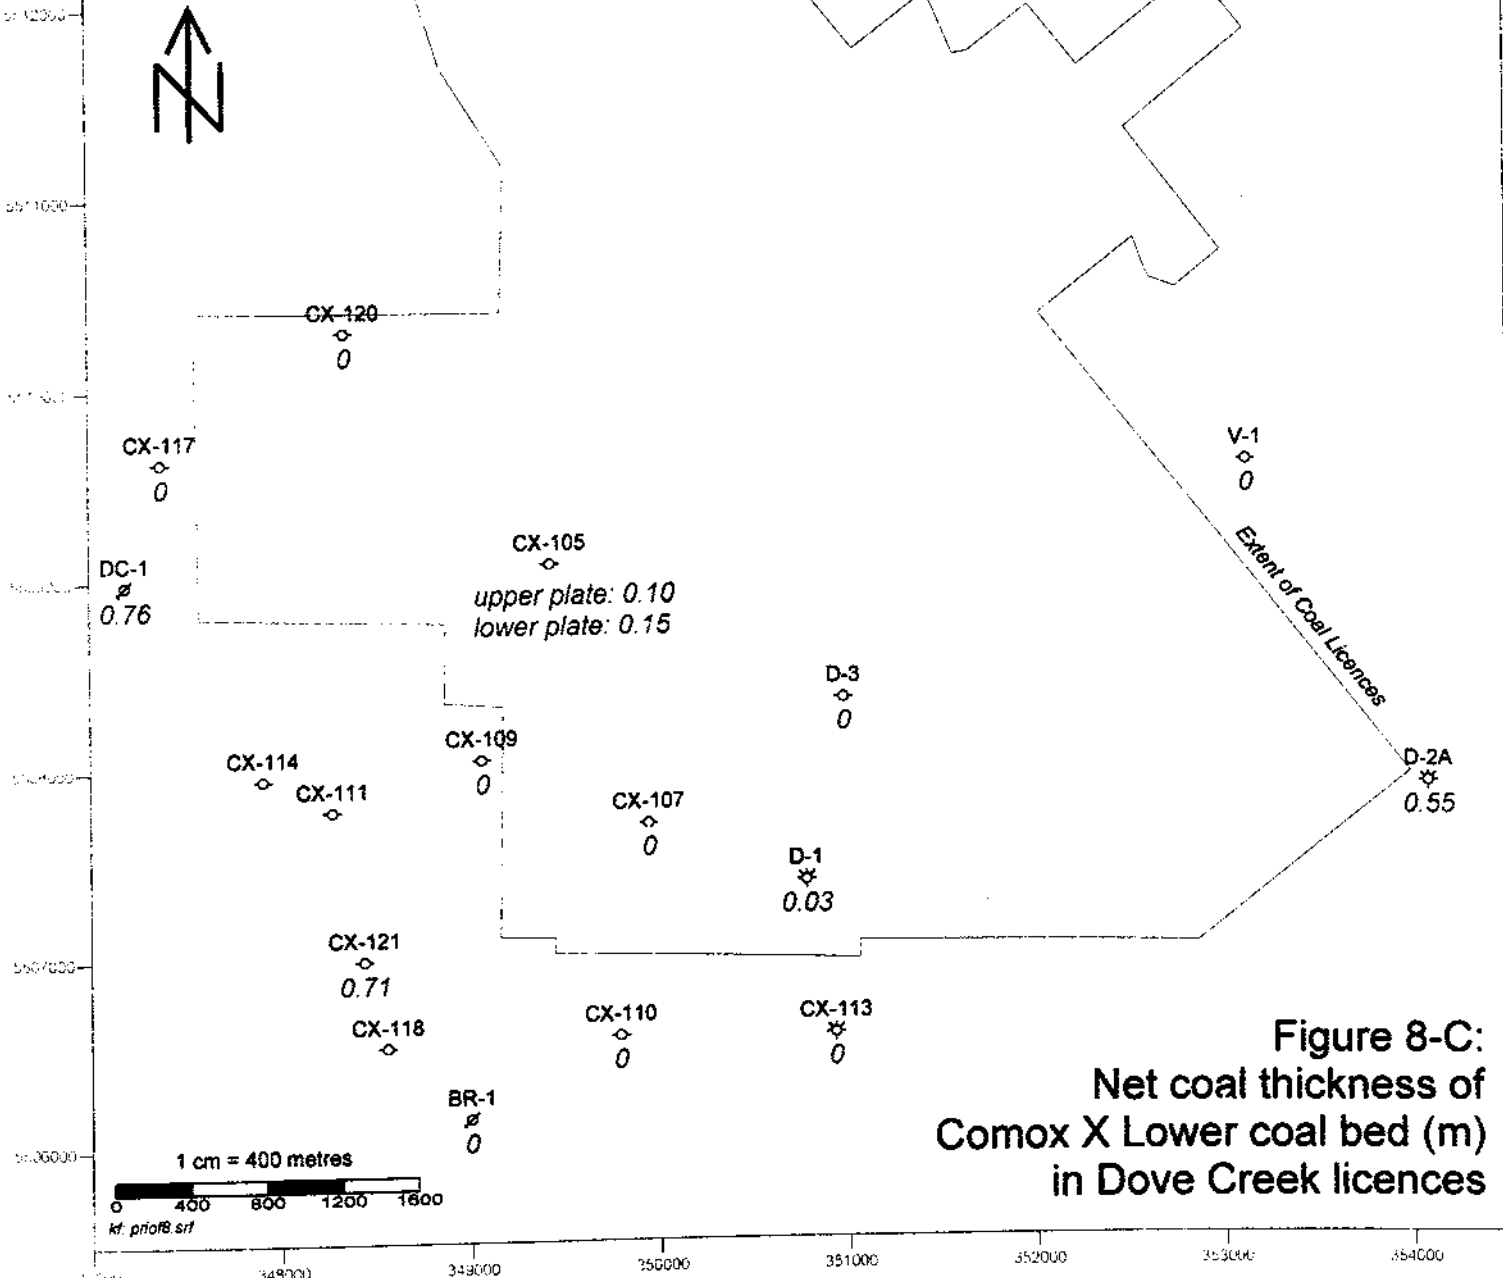 N
CX-120
0
CX-117
0
V-1
0
CX-105
upper plate: 0.10
lower plate: 0.15
DC-1
0.76
Extent of Coal Licences
D-3
0
CX-109
0
CX-114
CX-111
D-2A
0.55
CX-107
0
D-1
0.03
CX-121
0.71
CX-118
CX-110
0
CX-113
0
BR-1
0
Figure 8-C:
Net coal thickness of
Comox X Lower coal bed (m)
in Dove Creek licences
1 cm = 400 metres
0 400 800 1200 1600
kf: priof8.srf
348000 349000 350000 351000 352000 353000 354000